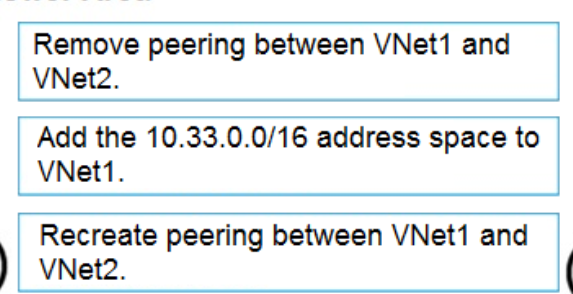 Remove peering between VNet1 and
VNet2.
Add the 10.33.0.0/16 address space to
VNet1.
Recreate peering between VNet1 and
VNet2.